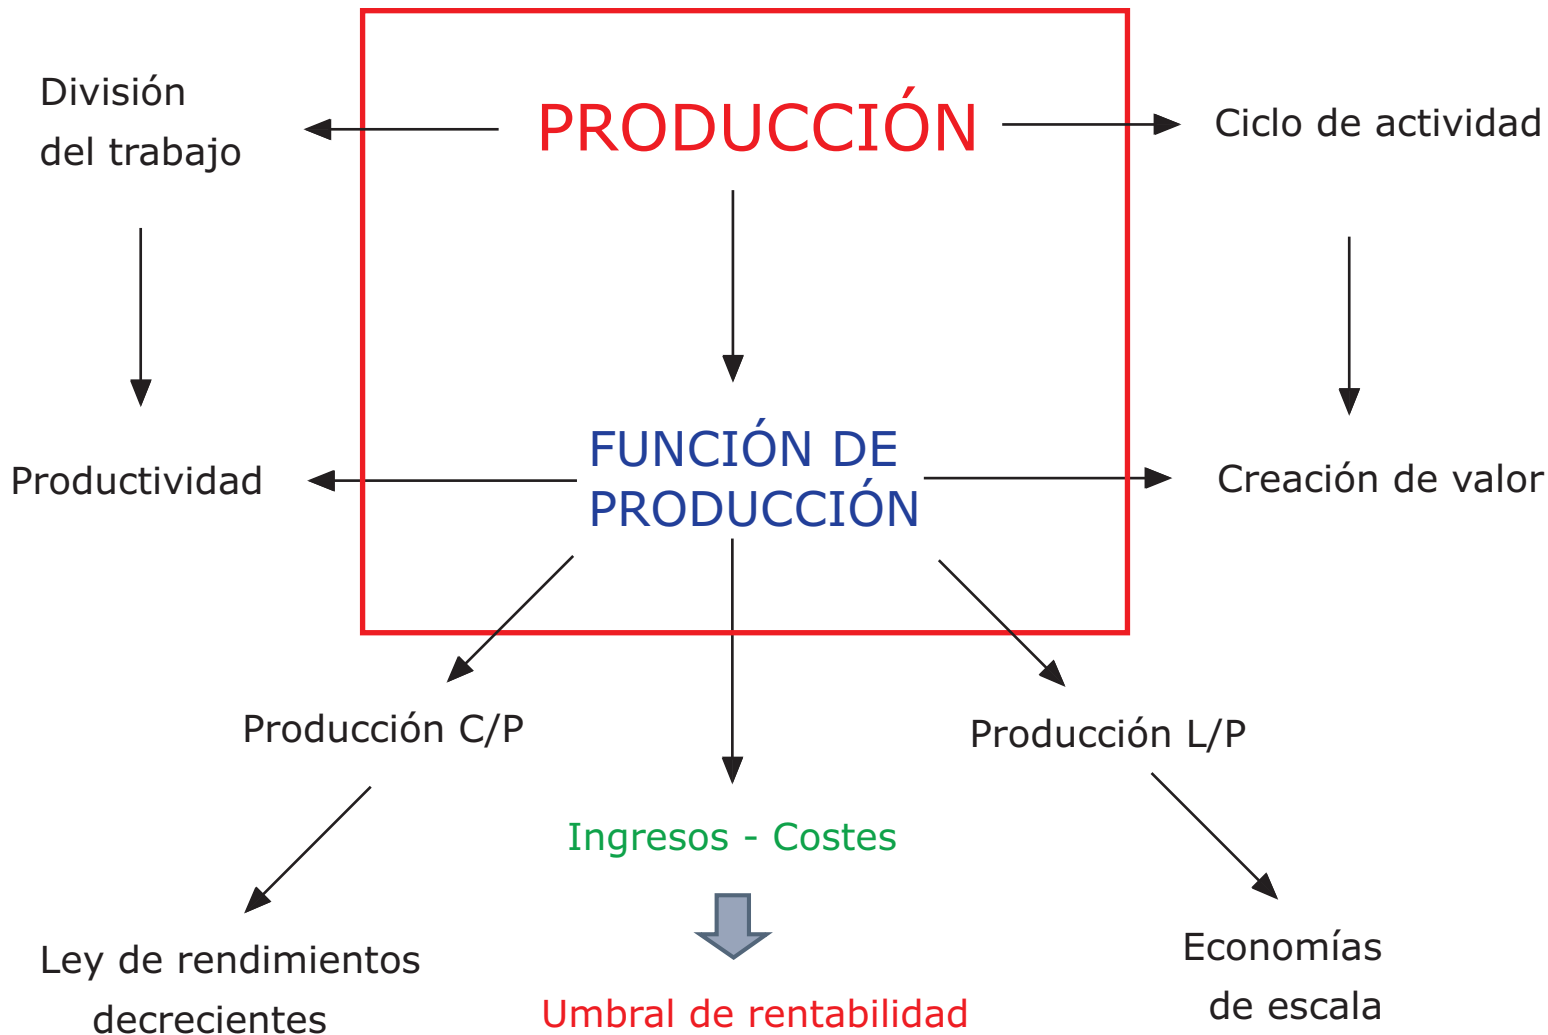 División
del trabajo
PRODUCCIÓN
Ciclo de actividad
Productividad
FUNCIÓN DE
PRODUCCIÓN
Creación de valor
Producción C/P
Producción L/P
Ingresos - Costes
Ley de rendimientos
decrecientes
Umbral de rentabilidad
Economías
de escala